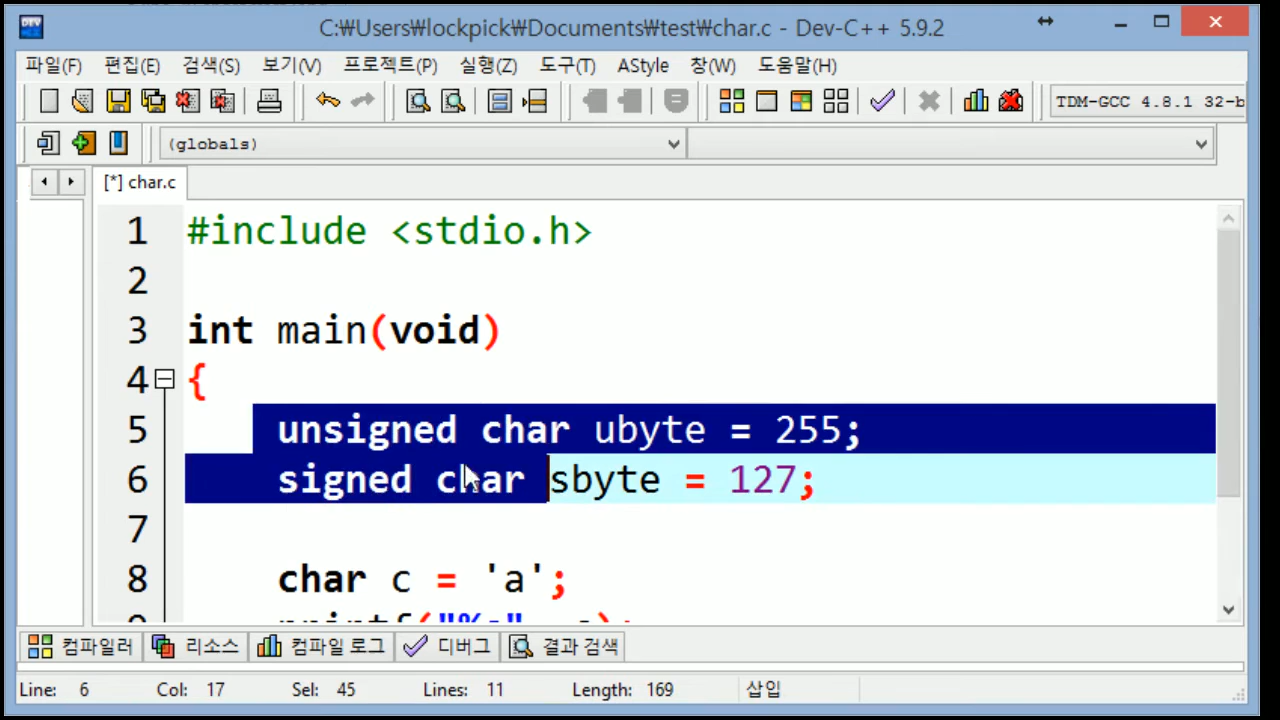 C:₩Users₩lockpick₩Documents₩test₩char.c - Dev-C++ 5.9.2
파일(F) 편집(E) 검색(S) 보기(V) 프로젝트(P) 실행(Z) 도구(T) AStyle 창(W) 도움말(H)
TDM-GCC 4.8.1 32-b
(globals)
[*] char.c
1 #include <stdio.h>
2
3 int main(void)
4 {
5 unsigned char ubyte = 255;
6 signed char sbyte = 127;
7
8 char c = 'a';
컴파일러 리소스 컴파일 로그 디버그 결과 검색
Line: 6 Col: 17 Sel: 45 Lines: 11 Length: 169 삽입